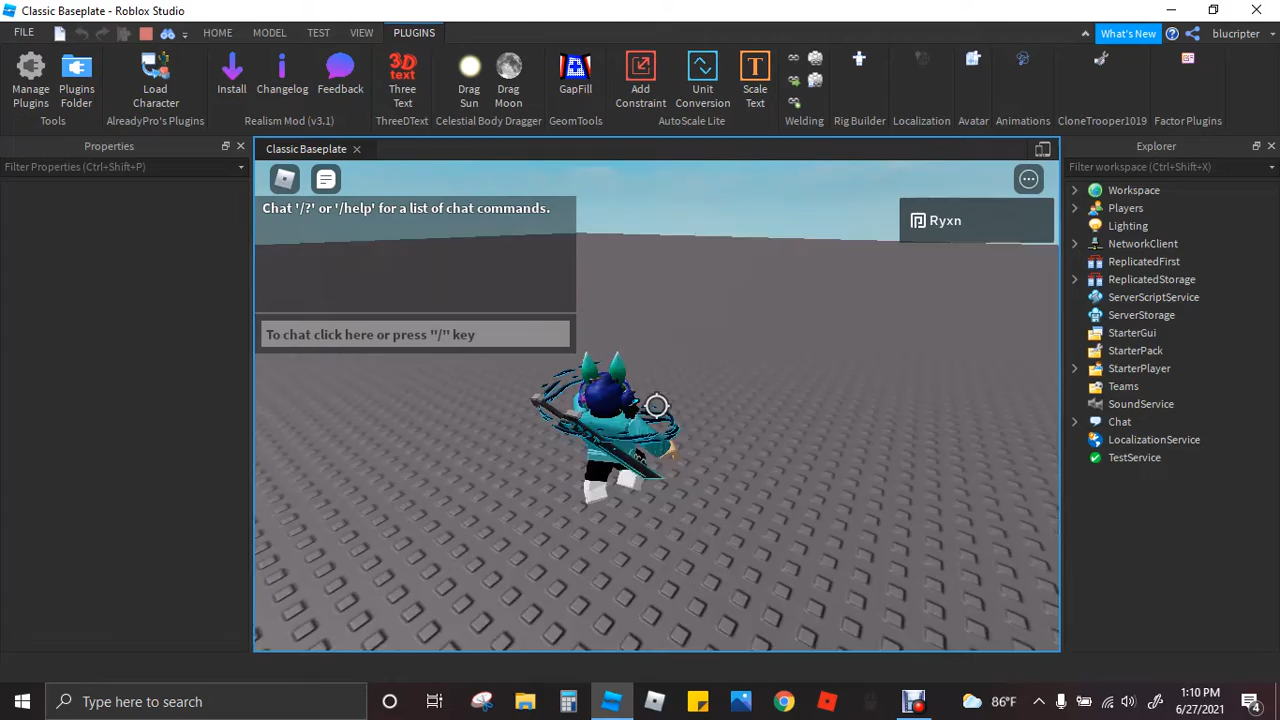 Classic Baseplate - Roblox Studio
FILE HOME MODEL TEST VIEW PLUGINS What's New blucripter
Manage Plugins
Plugins Folder
Tools
Load Character
AlreadyPro's Plugins
Install Changelog Feedback
Realism Mod (v3.1)
3D text
Three Text
ThreeDText
Drag Sun
Drag Moon
Celestial Body Dragger
GapFill
GeomTools
Add Constraint
Unit Conversion
T
Scale Text
AutoScale Lite
Welding
Rig Builder
Localization
Avatar
Animations
CloneTrooper1019
Factor Plugins
Properties
Filter Properties (Ctrl+Shift+P)
Classic Baseplate
Chat '/?' or '/help' for a list of chat commands.
To chat click here or press "/" key
Ryxn
Explorer
Filter workspace (Ctrl+Shift+X)
Workspace
Players
Lighting
NetworkClient
ReplicatedFirst
ReplicatedStorage
ServerScriptService
ServerStorage
StarterGui
StarterPack
StarterPlayer
Teams
SoundService
Chat
LocalizationService
TestService
Type here to search
86°F
1:10 PM
6/27/2021
4